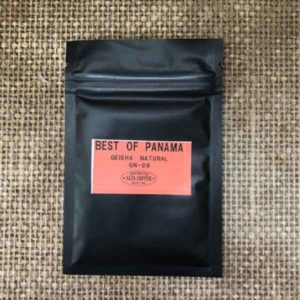 BEST OF PANAMA
GEISHA NATURAL
GN-09
SAZA COFFEE